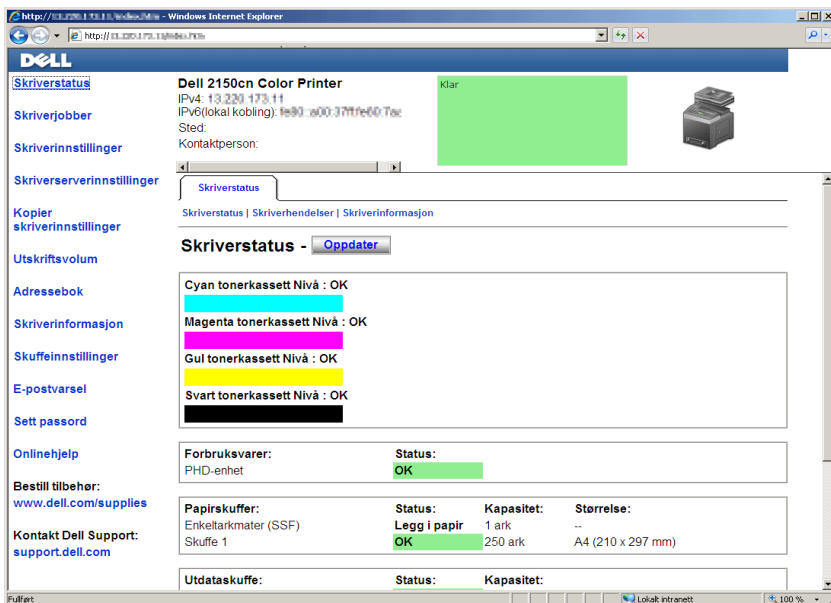 http:// - Windows Internet Explorer
http://
DELL
Skriverstatus
Skriverjobber
Skriverinnstillinger
Skriverserverinnstillinger
Kopier
skriverinnstillinger
Utskriftsvolum
Adressebok
Skriverinformasjon
Skuffeinnstillinger
E-postvarsel
Sett passord
Onlinehjelp
Bestill tilbehør:
www.dell.com/supplies
Kontakt Dell Support:
support.dell.com
Dell 2150cn Color Printer
IPv4:
IPv6(lokal kobling):
Sted:
Kontaktperson:
Klar
Skriverstatus
Skriverstatus | Skriverhendelser | Skriverinformasjon
Skriverstatus - Oppdater
Cyan tonerkassett Nivå : OK
Magenta tonerkassett Nivå : OK
Gul tonerkassett Nivå : OK
Svart tonerkassett Nivå : OK
Forbruksvarer: Status:
PHD-enhet OK
Papirskuffer: Status: Kapasitet: Størrelse:
Enkeltarkmater (SSF) Legg i papir 1 ark --
Skuffe 1 OK 250 ark A4 (210 x 297 mm)
Utdataskuffe: Status: Kapasitet:
Fullført Lokalt intranett 100 %